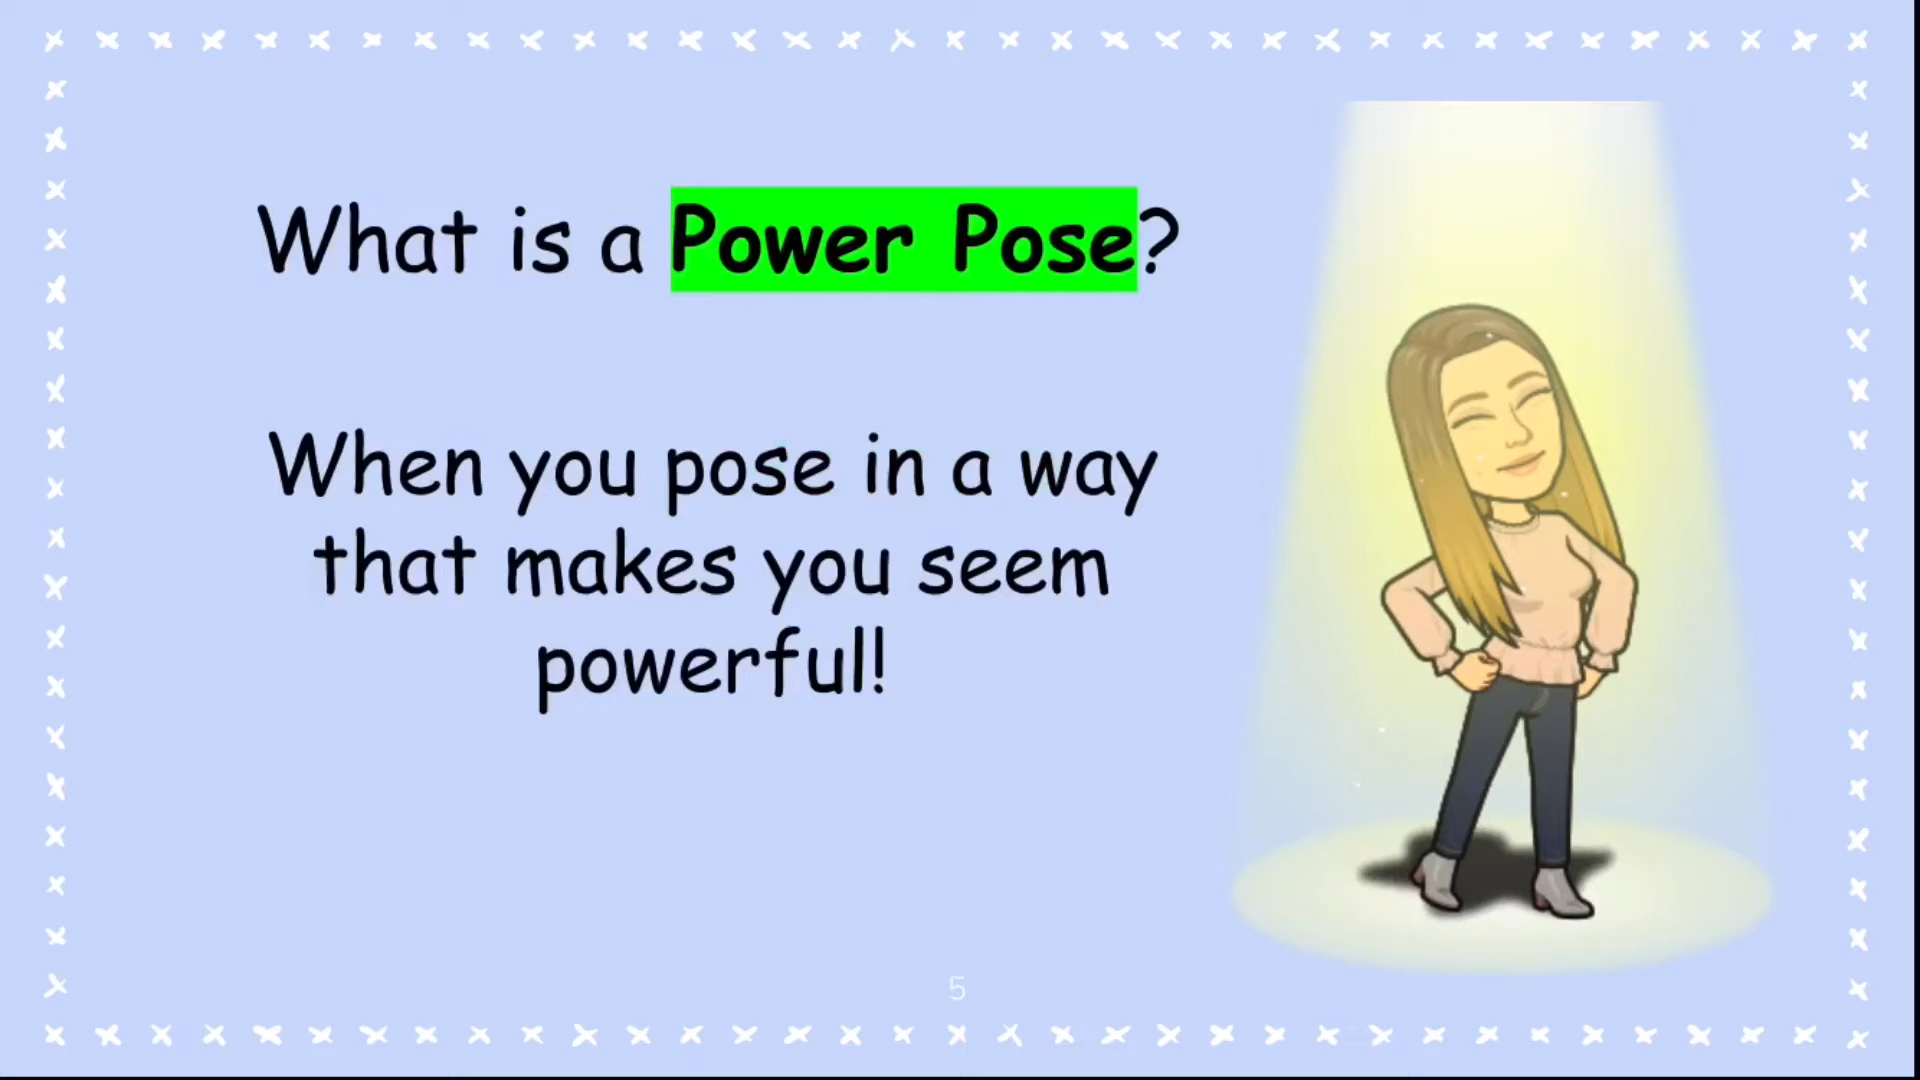 What is a Power Pose?
When you pose in a way
that makes you seem
powerful!
5